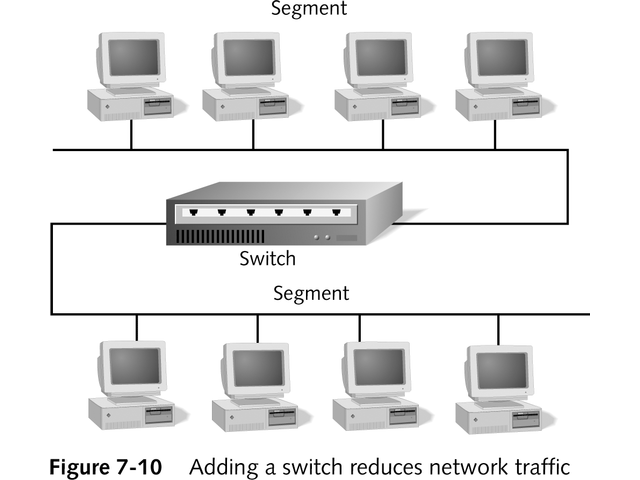 Segment
Switch
Segment
Figure 7-10 Adding a switch reduces network traffic